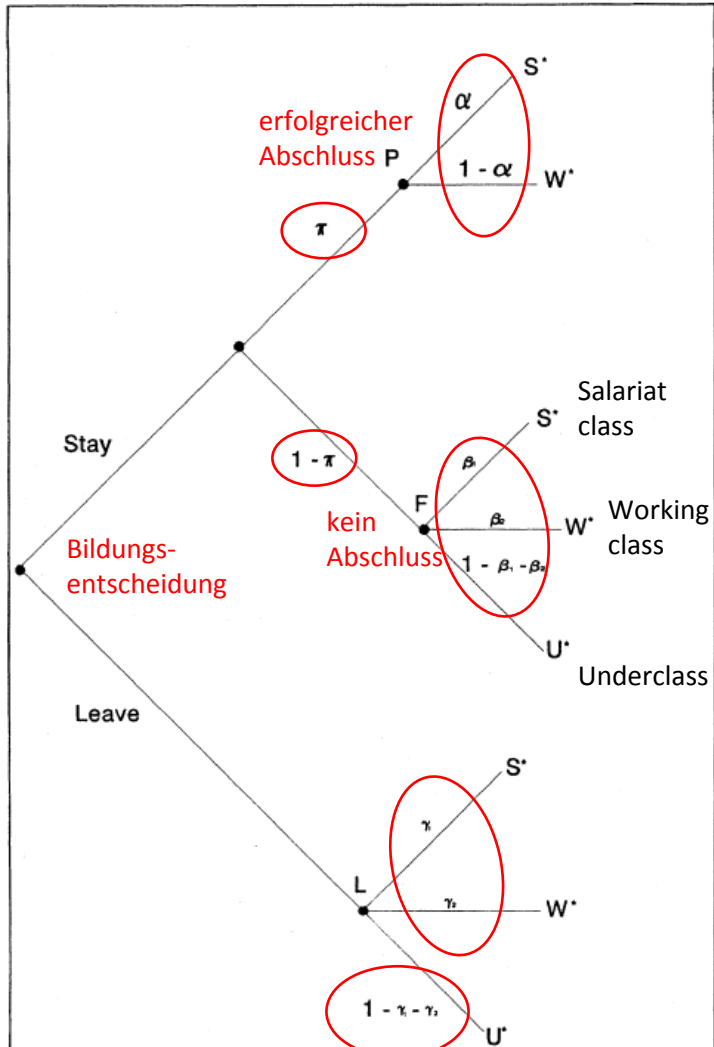 S*
α
erfolgreicher
Abschluss
P
1 - α
W*
π
Salariat
class
S*
Stay
β₁
1 - π
F
β₂
W*
Working
class
kein
Abschluss
1 - β₁ - β₂
Bildungs-
entscheidung
U*
Underclass
Leave
S*
γ₁
L
γ₂
W*
1 - γ₁ - γ₂
U*